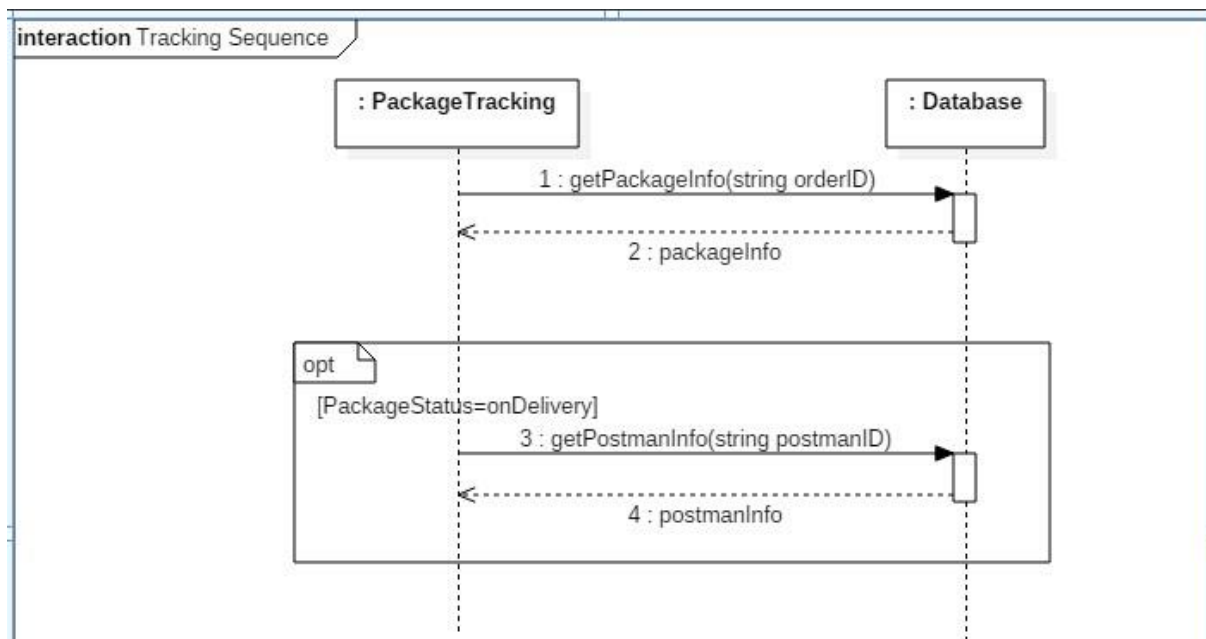 interaction Tracking Sequence
: PackageTracking
: Database
1 : getPackageInfo(string orderID)
2 : packageInfo
opt
[PackageStatus=onDelivery]
3 : getPostmanInfo(string postmanID)
4 : postmanInfo